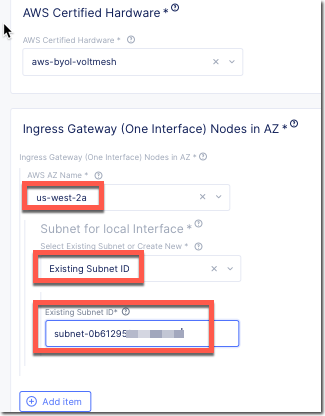 AWS Certified Hardware *
AWS Certified Hardware *
aws-byol-voltmesh
Ingress Gateway (One Interface) Nodes in AZ *
Ingress Gateway (One Interface) Nodes in AZ *
AWS AZ Name *
us-west-2a
Subnet for local Interface *
Select Existing Subnet or Create New *
Existing Subnet ID
Existing Subnet ID*
subnet-0b61295
Add item